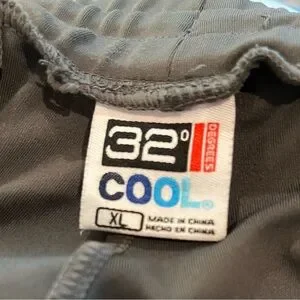 32° DEGREES
COOL®
XL MADE IN CHINA
HECHO EN CHINA